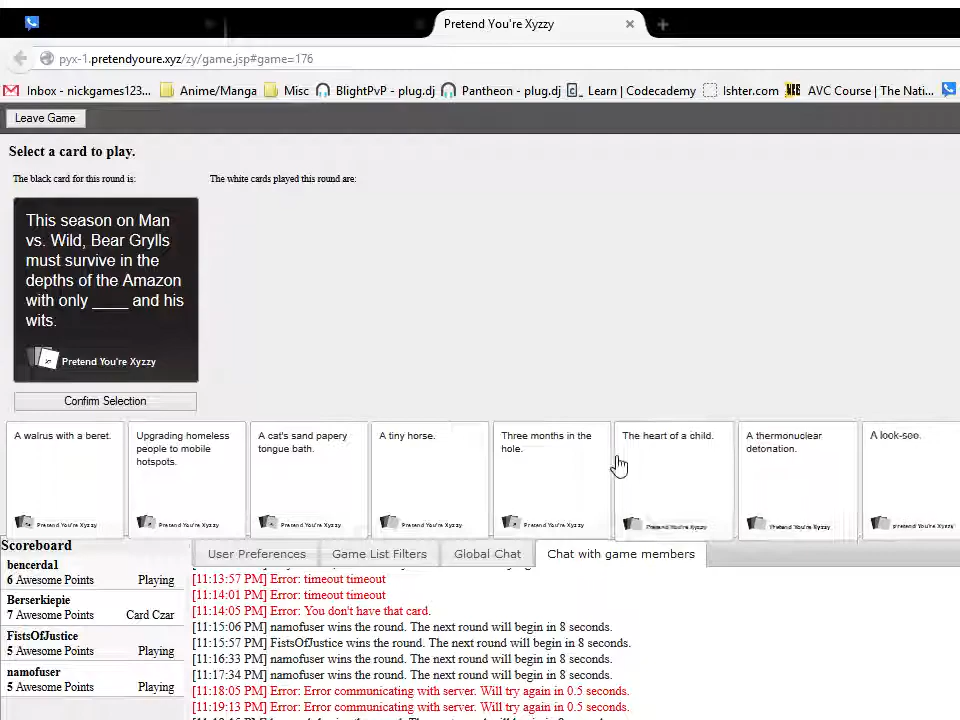 Pretend You're Xyzzy
pyx-1.pretendyoure.xyz/zy/game.jsp#game=176
Inbox - nickgames123... Anime/Manga Misc BlightPvP - plug.dj Pantheon - plug.dj Learn | Codecademy Ishter.com AVC Course | The Nati...
Leave Game
Select a card to play.
The black card for this round is: The white cards played this round are:
This season on Man
vs. Wild, Bear Grylls
must survive in the
depths of the Amazon
with only ____ and his
wits.
Pretend You're Xyzzy
Confirm Selection
A walrus with a beret.
Upgrading homeless
people to mobile
hotspots.
A cat's sand papery
tongue bath.
A tiny horse.
Three months in the
hole.
The heart of a child.
A thermonuclear
detonation.
A look-see.
Pretend You're Xyzzy Pretend You're Xyzzy Pretend You're Xyzzy Pretend You're Xyzzy Pretend You're Xyzzy Pretend You're Xyzzy Pretend You're Xyzzy Pretend You're Xyzzy
Scoreboard
bencerda1
6 Awesome Points Playing
Berserkiepie
7 Awesome Points Card Czar
FistsOfJustice
5 Awesome Points Playing
namofuser
5 Awesome Points Playing
User Preferences Game List Filters Global Chat Chat with game members
[11:13:57 PM] Error: timeout timeout
[11:14:01 PM] Error: timeout timeout
[11:14:05 PM] Error: You don't have that card.
[11:15:06 PM] namofuser wins the round. The next round will begin in 8 seconds.
[11:15:57 PM] FistsOfJustice wins the round. The next round will begin in 8 seconds.
[11:16:33 PM] namofuser wins the round. The next round will begin in 8 seconds.
[11:17:34 PM] namofuser wins the round. The next round will begin in 8 seconds.
[11:18:05 PM] Error: Error communicating with server. Will try again in 0.5 seconds.
[11:19:13 PM] Error: Error communicating with server. Will try again in 0.5 seconds.